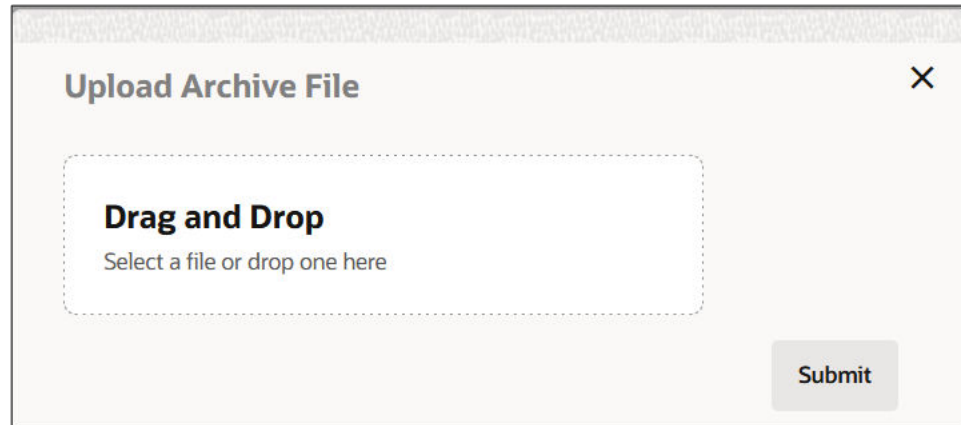 Upload Archive File
Drag and Drop
Select a file or drop one here
Submit